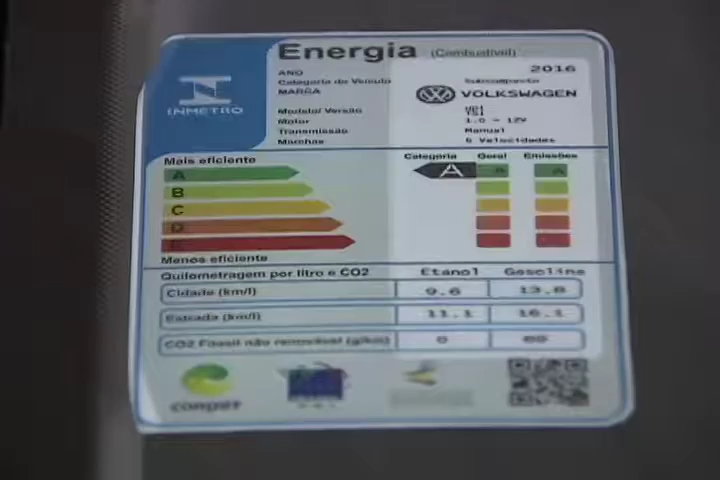 Energia (Combustível)
ANO 2016
Categoria do Veículo Subcompacto
MARCA VOLKSWAGEN
INMETRO
Modelo/ Versão
Motor 1.0 - 12V
Transmissão Manual
Marchas 5 Velocidades
Mais eficiente Categoria Geral Emissões
A A A A
B
C
D
E
Menos eficiente
Quilometragem por litro e CO2 Etanol Gasolina
Cidade (km/l) 9.6 13.8
Estrada (km/l) 11.1 16.1
CO2 Fóssil não renovável (g/km) 0
conpet